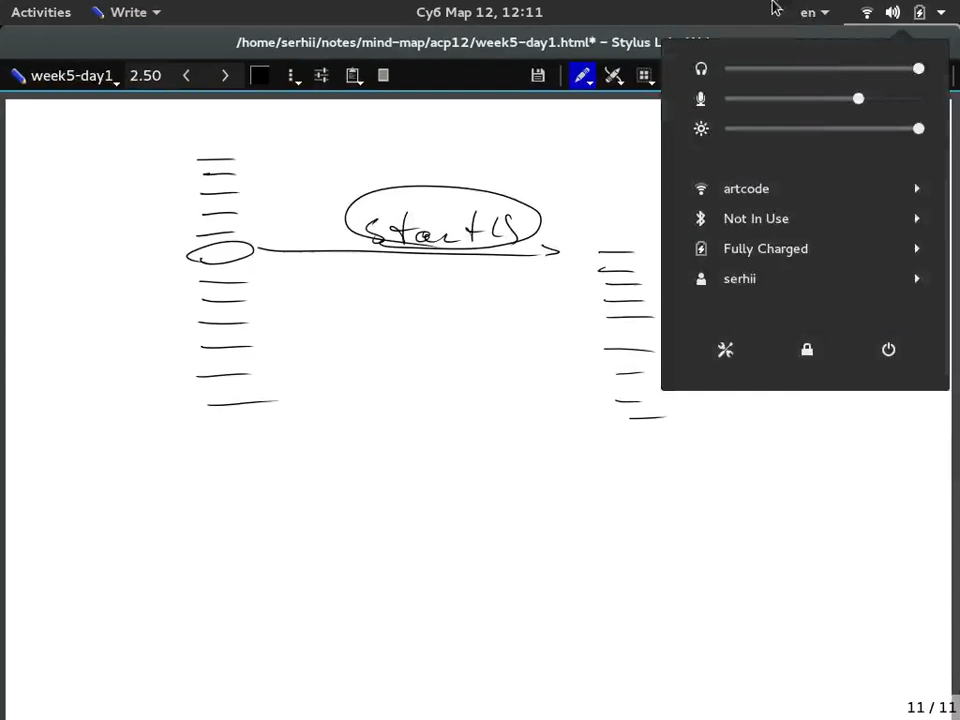 Activities Write Суб Мар 12, 12:11 en
/home/serhii/notes/mind-map/acp12/week5-day1.html* – Stylus
week5-day1 2.50
artcode
Not In Use
Fully Charged
serhii
start
11 / 11